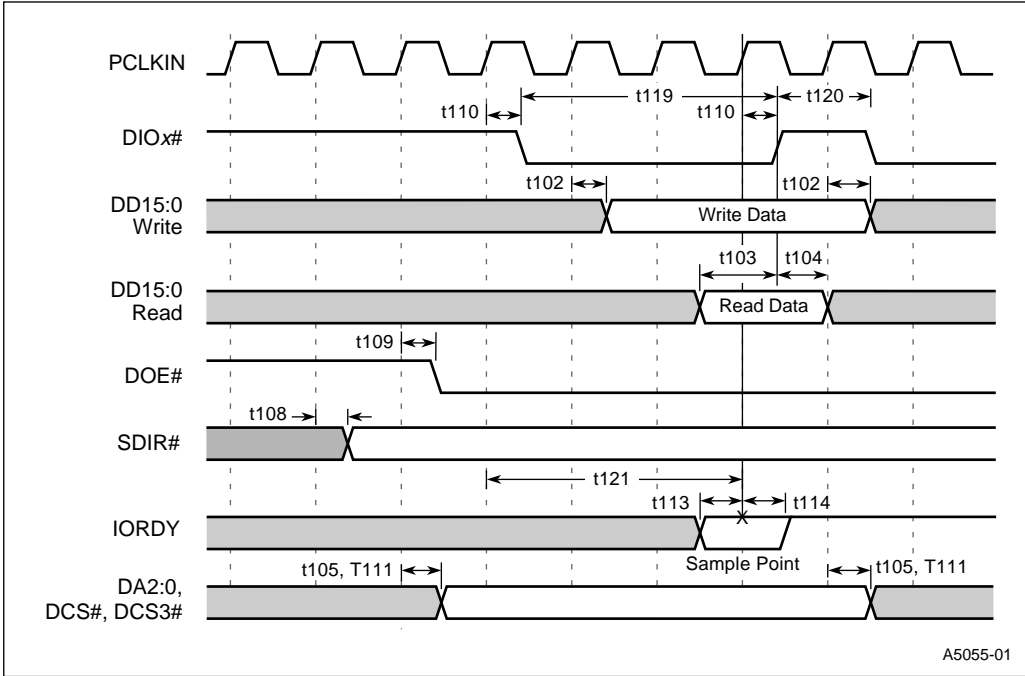 PCLKIN
t119
t120
t110
t110
DIOx#
t102
t102
DD15:0
Write
Write Data
t103
t104
DD15:0
Read
Read Data
t109
DOE#
t108
SDIR#
t121
t113
t114
IORDY
X
Sample Point
t105, T111
t105, T111
DA2:0,
DCS#, DCS3#
A5055-01